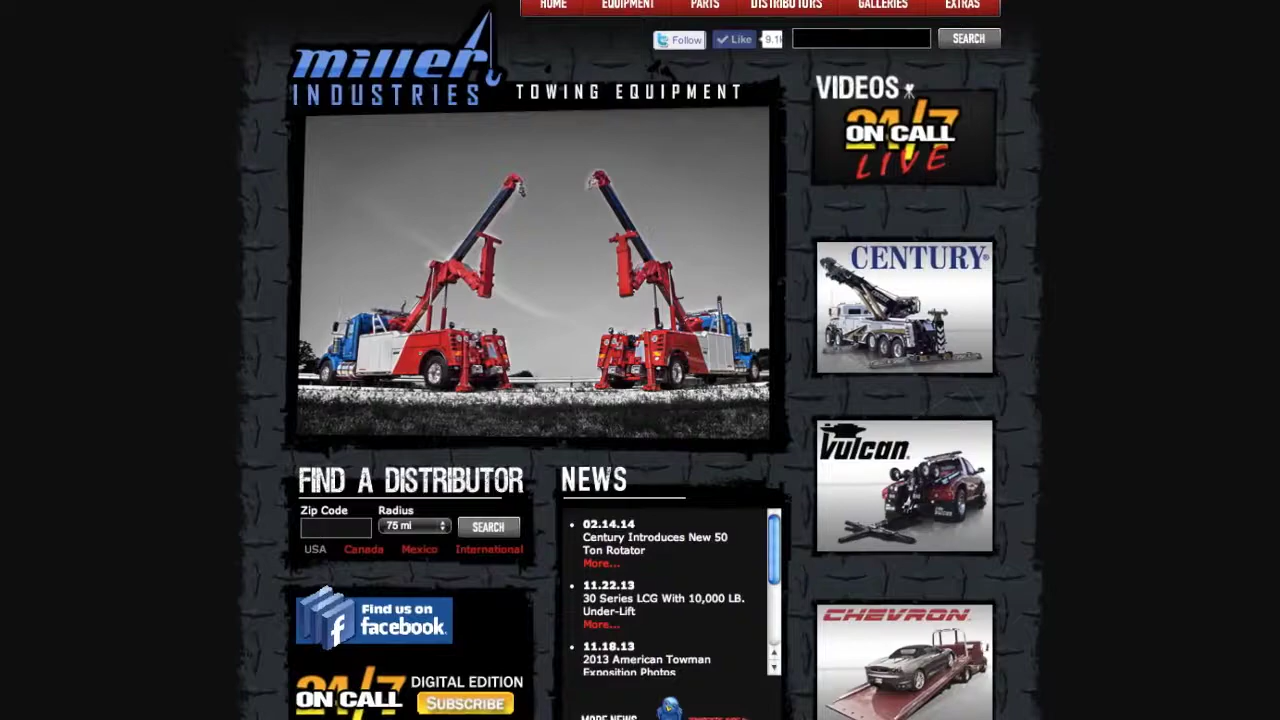 HOME EQUIPMENT PARTS DISTRIBUTORS GALLERIES EXTRAS
Follow Like 9.1k SEARCH
miller
INDUSTRIES
TOWING EQUIPMENT
VIDEOS
24/7
ON CALL
LIVE
CENTURY®
Vulcan®
CHEVRON
FIND A DISTRIBUTOR
Zip Code Radius
75 mi SEARCH
USA Canada Mexico International
NEWS
02.14.14
Century Introduces New 50
Ton Rotator
More...
11.22.13
30 Series LCG With 10,000 LB.
Under-Lift
More...
11.18.13
2013 American Towman
Exposition Photos
MORE NEWS
Find us on
facebook
24/7
ON CALL
DIGITAL EDITION
SUBSCRIBE